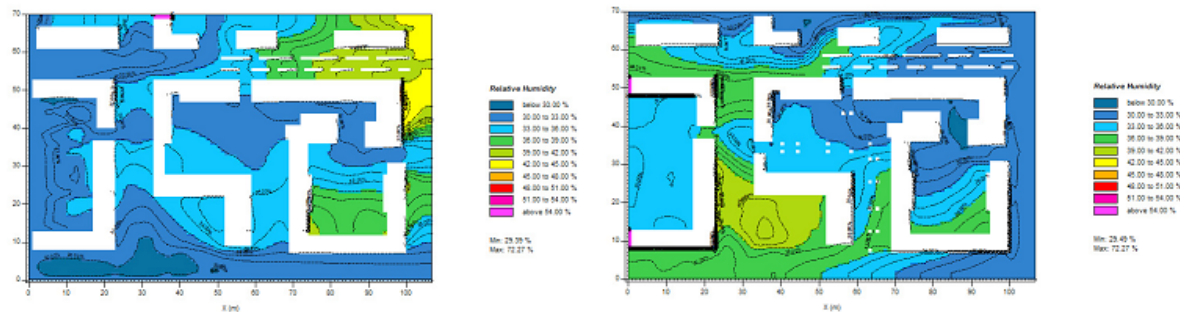 70
60
50
40
30
20
10
0
0 10 20 30 40 50 60 70 80 90 100
X (m)
Relative Humidity
below 30.00 %
30.00 to 33.00 %
33.00 to 36.00 %
36.00 to 39.00 %
39.00 to 42.00 %
42.00 to 45.00 %
45.00 to 48.00 %
48.00 to 51.00 %
51.00 to 54.00 %
above 54.00 %
Min: 29.39 %
Max: 72.27 %
70
60
50
40
30
20
10
0
0 10 20 30 40 50 60 70 80 90 100
X (m)
Relative Humidity
below 30.00 %
30.00 to 33.00 %
33.00 to 36.00 %
36.00 to 39.00 %
39.00 to 42.00 %
42.00 to 45.00 %
45.00 to 48.00 %
48.00 to 51.00 %
51.00 to 54.00 %
above 54.00 %
Min: 29.49 %
Max: 72.27 %